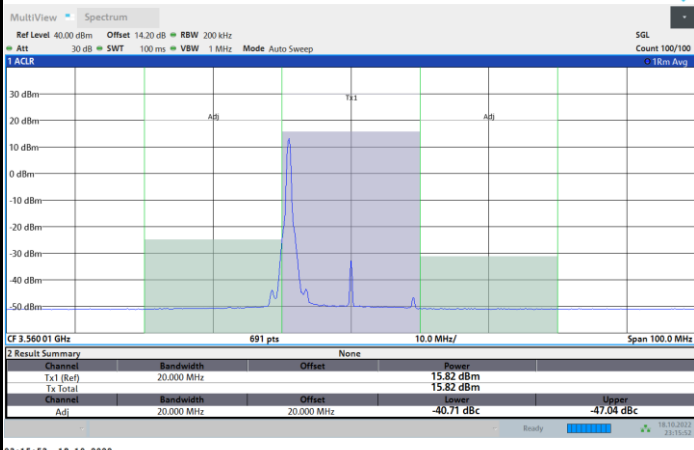 MultiView Spectrum
Ref Level 40.00 dBm Offset 14.20 dB RBW 200 kHz SGL
Att 30 dB SWT 100 ms VBW 1 MHz Mode Auto Sweep Count 100/100
1 ACLR 1Rm Avg
30 dBm
Tx1
20 dBm Adj Adj
10 dBm
0 dBm
-10 dBm
-20 dBm
-30 dBm
-40 dBm
-50 dBm
CF 3.560 01 GHz 691 pts 10.0 MHz/ Span 100.0 MHz
2 Result Summary None
Channel Bandwidth Offset Power
Tx1 (Ref) 20.000 MHz 15.82 dBm
Tx Total 15.82 dBm
Channel Bandwidth Offset Lower Upper
Adj 20.000 MHz 20.000 MHz -40.71 dBc -47.04 dBc
Ready 18.10.2022
23:15:52